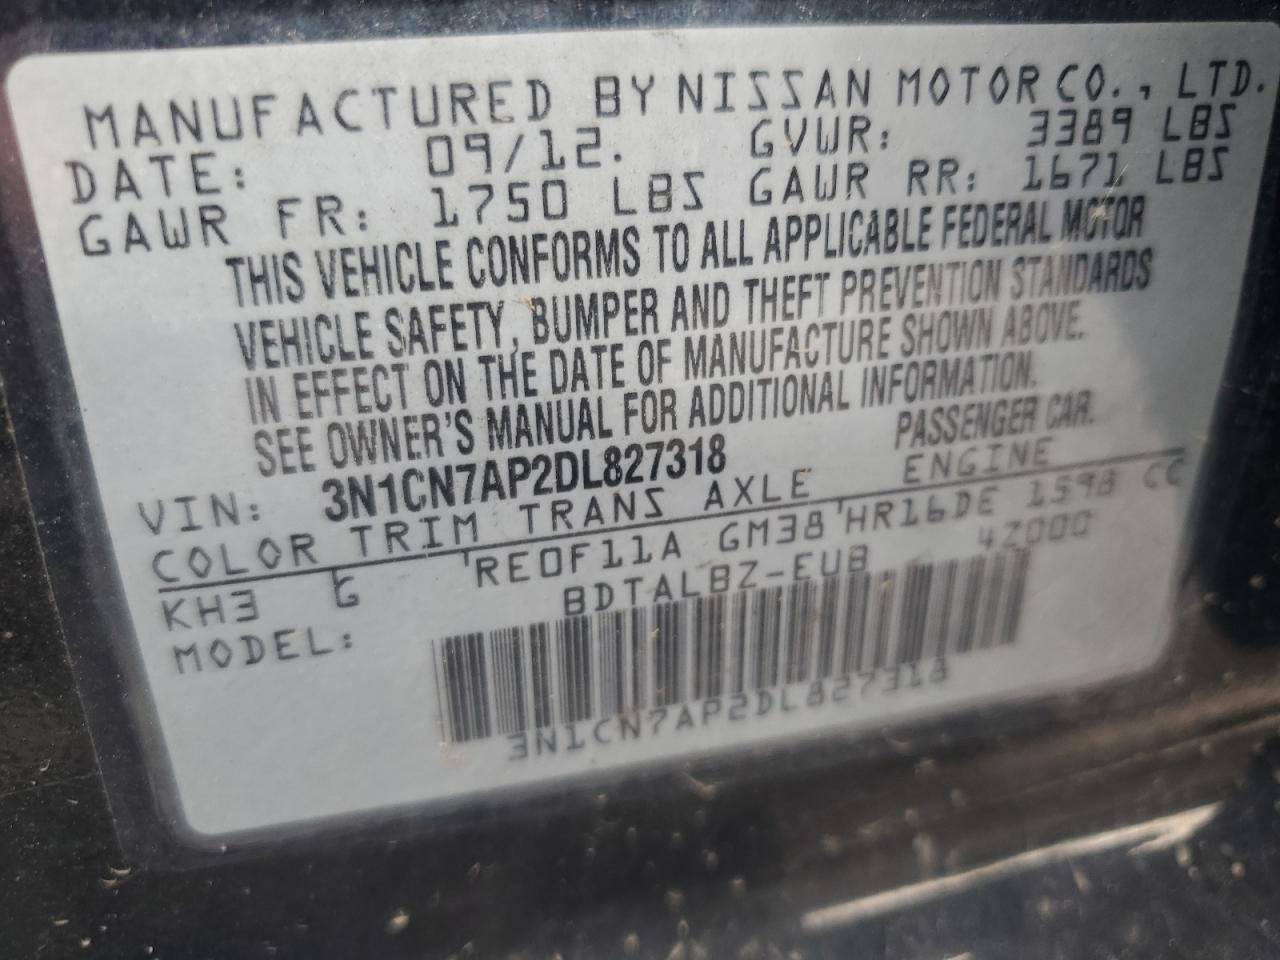 MANUFACTURED BY NISSAN MOTOR CO., LTD.
DATE: 09/12. GVWR: 3389 LBS
GAWR FR: 1750 LBS GAWR RR: 1671 LBS
THIS VEHICLE CONFORMS TO ALL APPLICABLE FEDERAL MOTOR
VEHICLE SAFETY, BUMPER AND THEFT PREVENTION STANDARDS
IN EFFECT ON THE DATE OF MANUFACTURE SHOWN ABOVE.
SEE OWNER'S MANUAL FOR ADDITIONAL INFORMATION.
VIN: 3N1CN7AP2DL827318 PASSENGER CAR.
COLOR TRIM TRANS AXLE ENGINE
KH3 G RE0F11A GM38 HR16DE 1598 CC
MODEL: BDTALBZ-EUB 42000
3N1CN7AP2DL827318